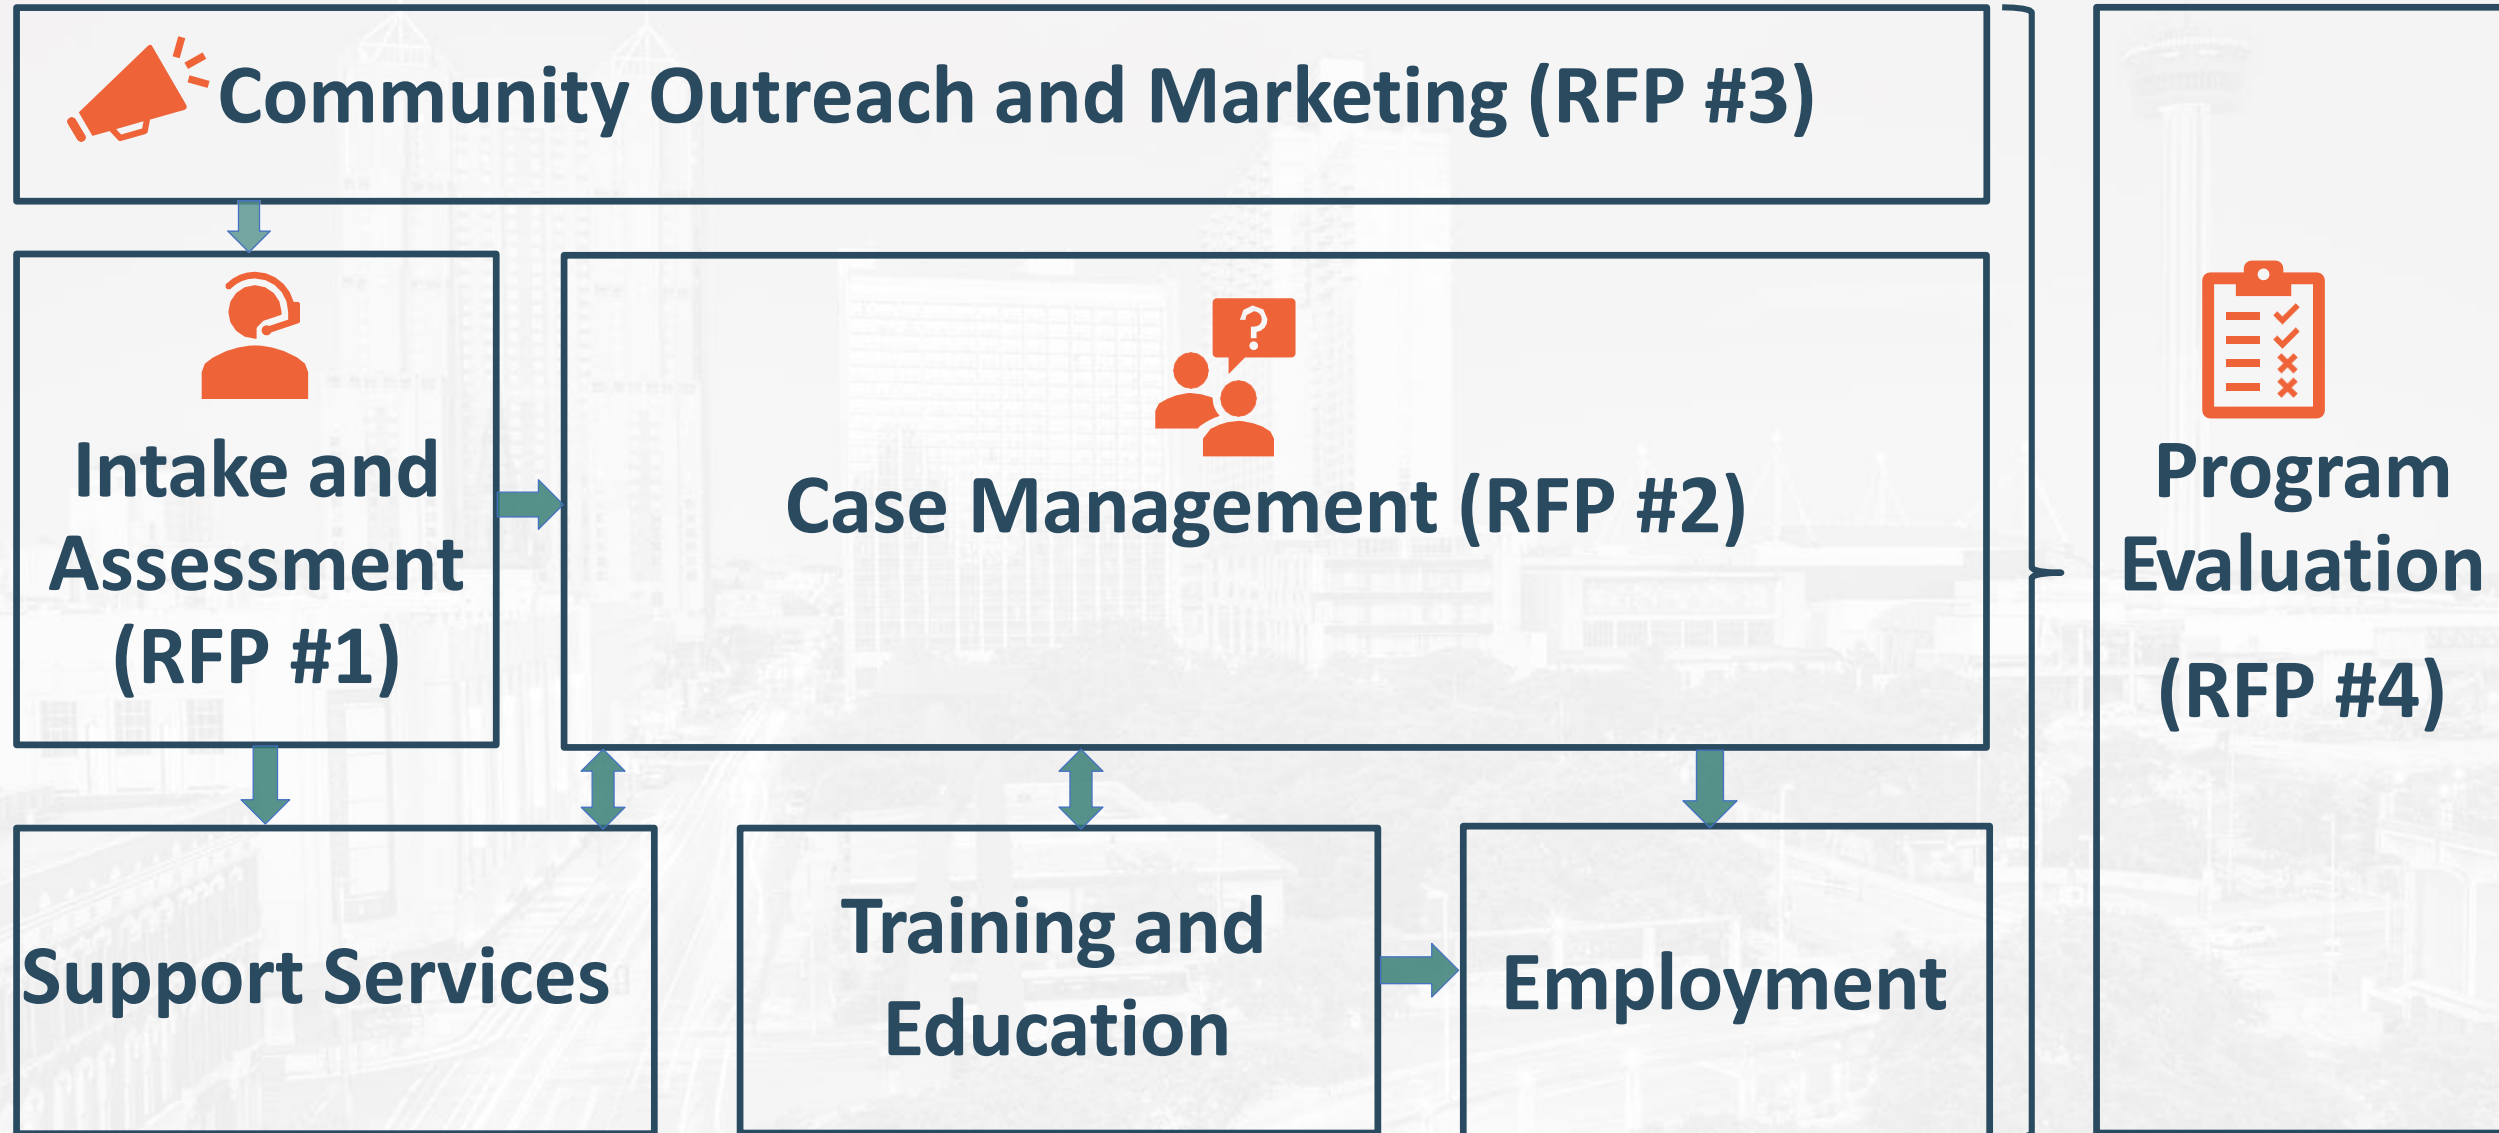 Community Outreach and Marketing (RFP #3)
Intake and
Assessment
(RFP #1)
?
Case Management (RFP #2)
Program
Evaluation
(RFP #4)
Support Services
Training and
Education
Employment